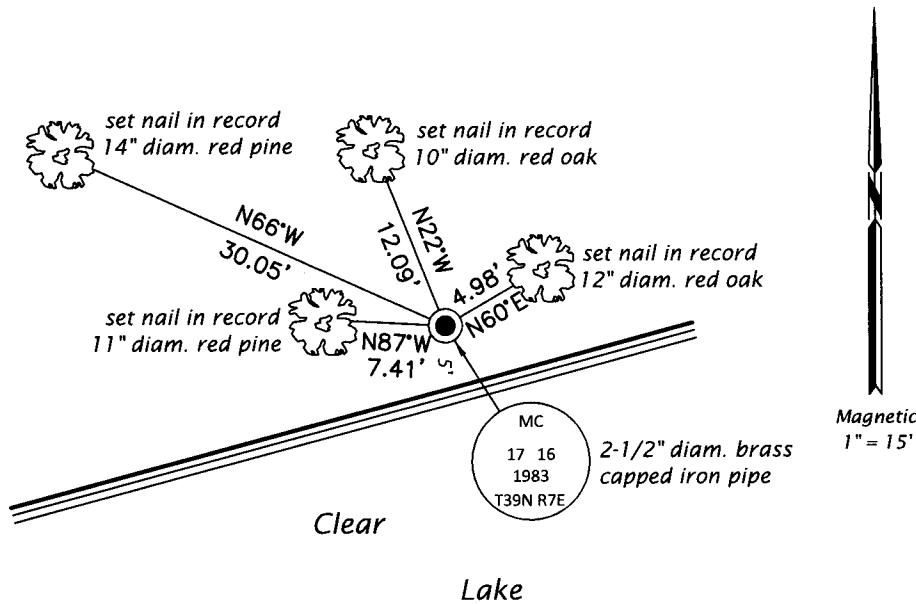 set nail in record
14" diam. red pine
set nail in record
10" diam. red oak
N66°W
30.05'
N22°W
12.09'
4.98'
N60°E
set nail in record
12" diam. red oak
set nail in record
11" diam. red pine
N87°W
7.41'
5'
MC
17 16
1983
T39N R7E
2-1/2" diam. brass
capped iron pipe
N
Magnetic
1" = 15'
Clear
Lake